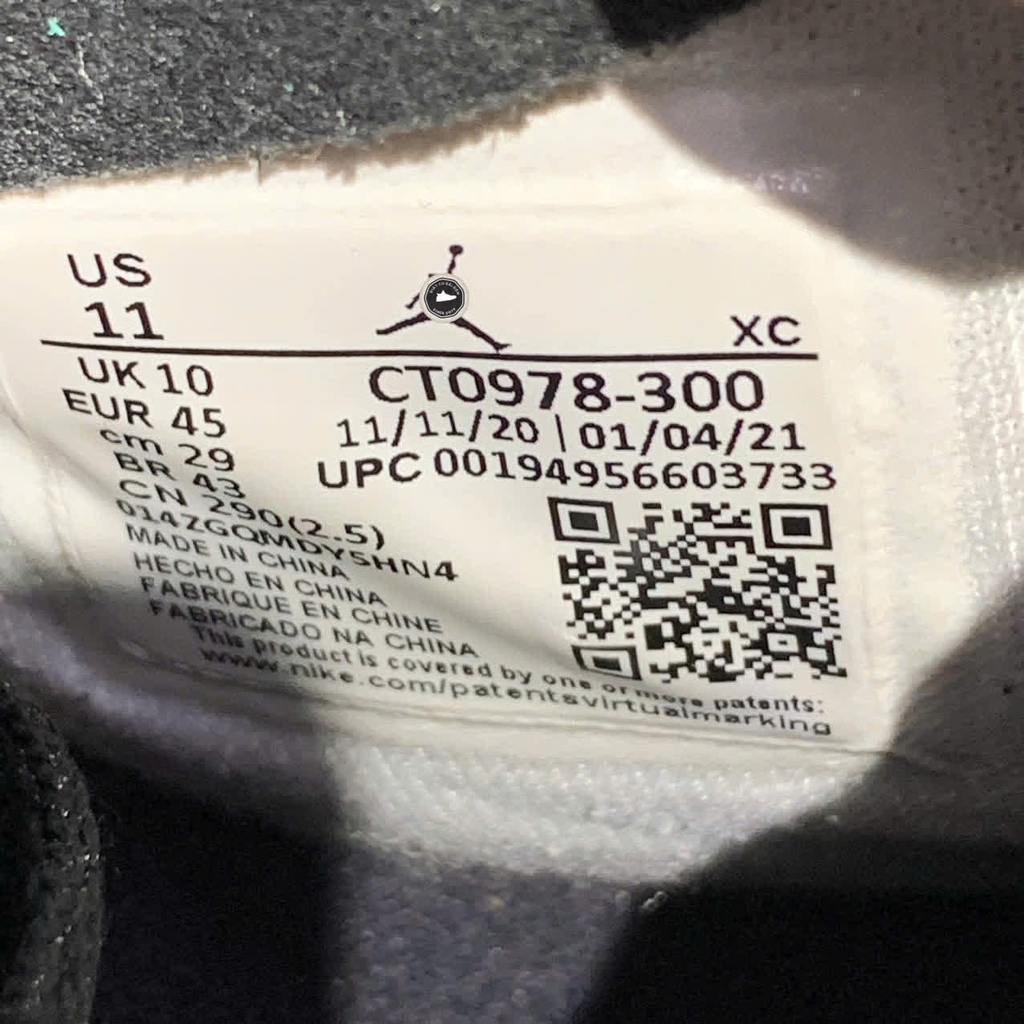 US
11
XC
UK 10
EUR 45
cm 29
BR 43
CN 290(2.5)
CT0978-300
11/11/20 | 01/04/21
UPC 00194956603733
014ZGQMDY5HN4
MADE IN CHINA
HECHO EN CHINA
FABRIQUE EN CHINE
FABRICADO NA CHINA
This product is covered by one or more patents:
www.nike.com/patentsvirtualmarking